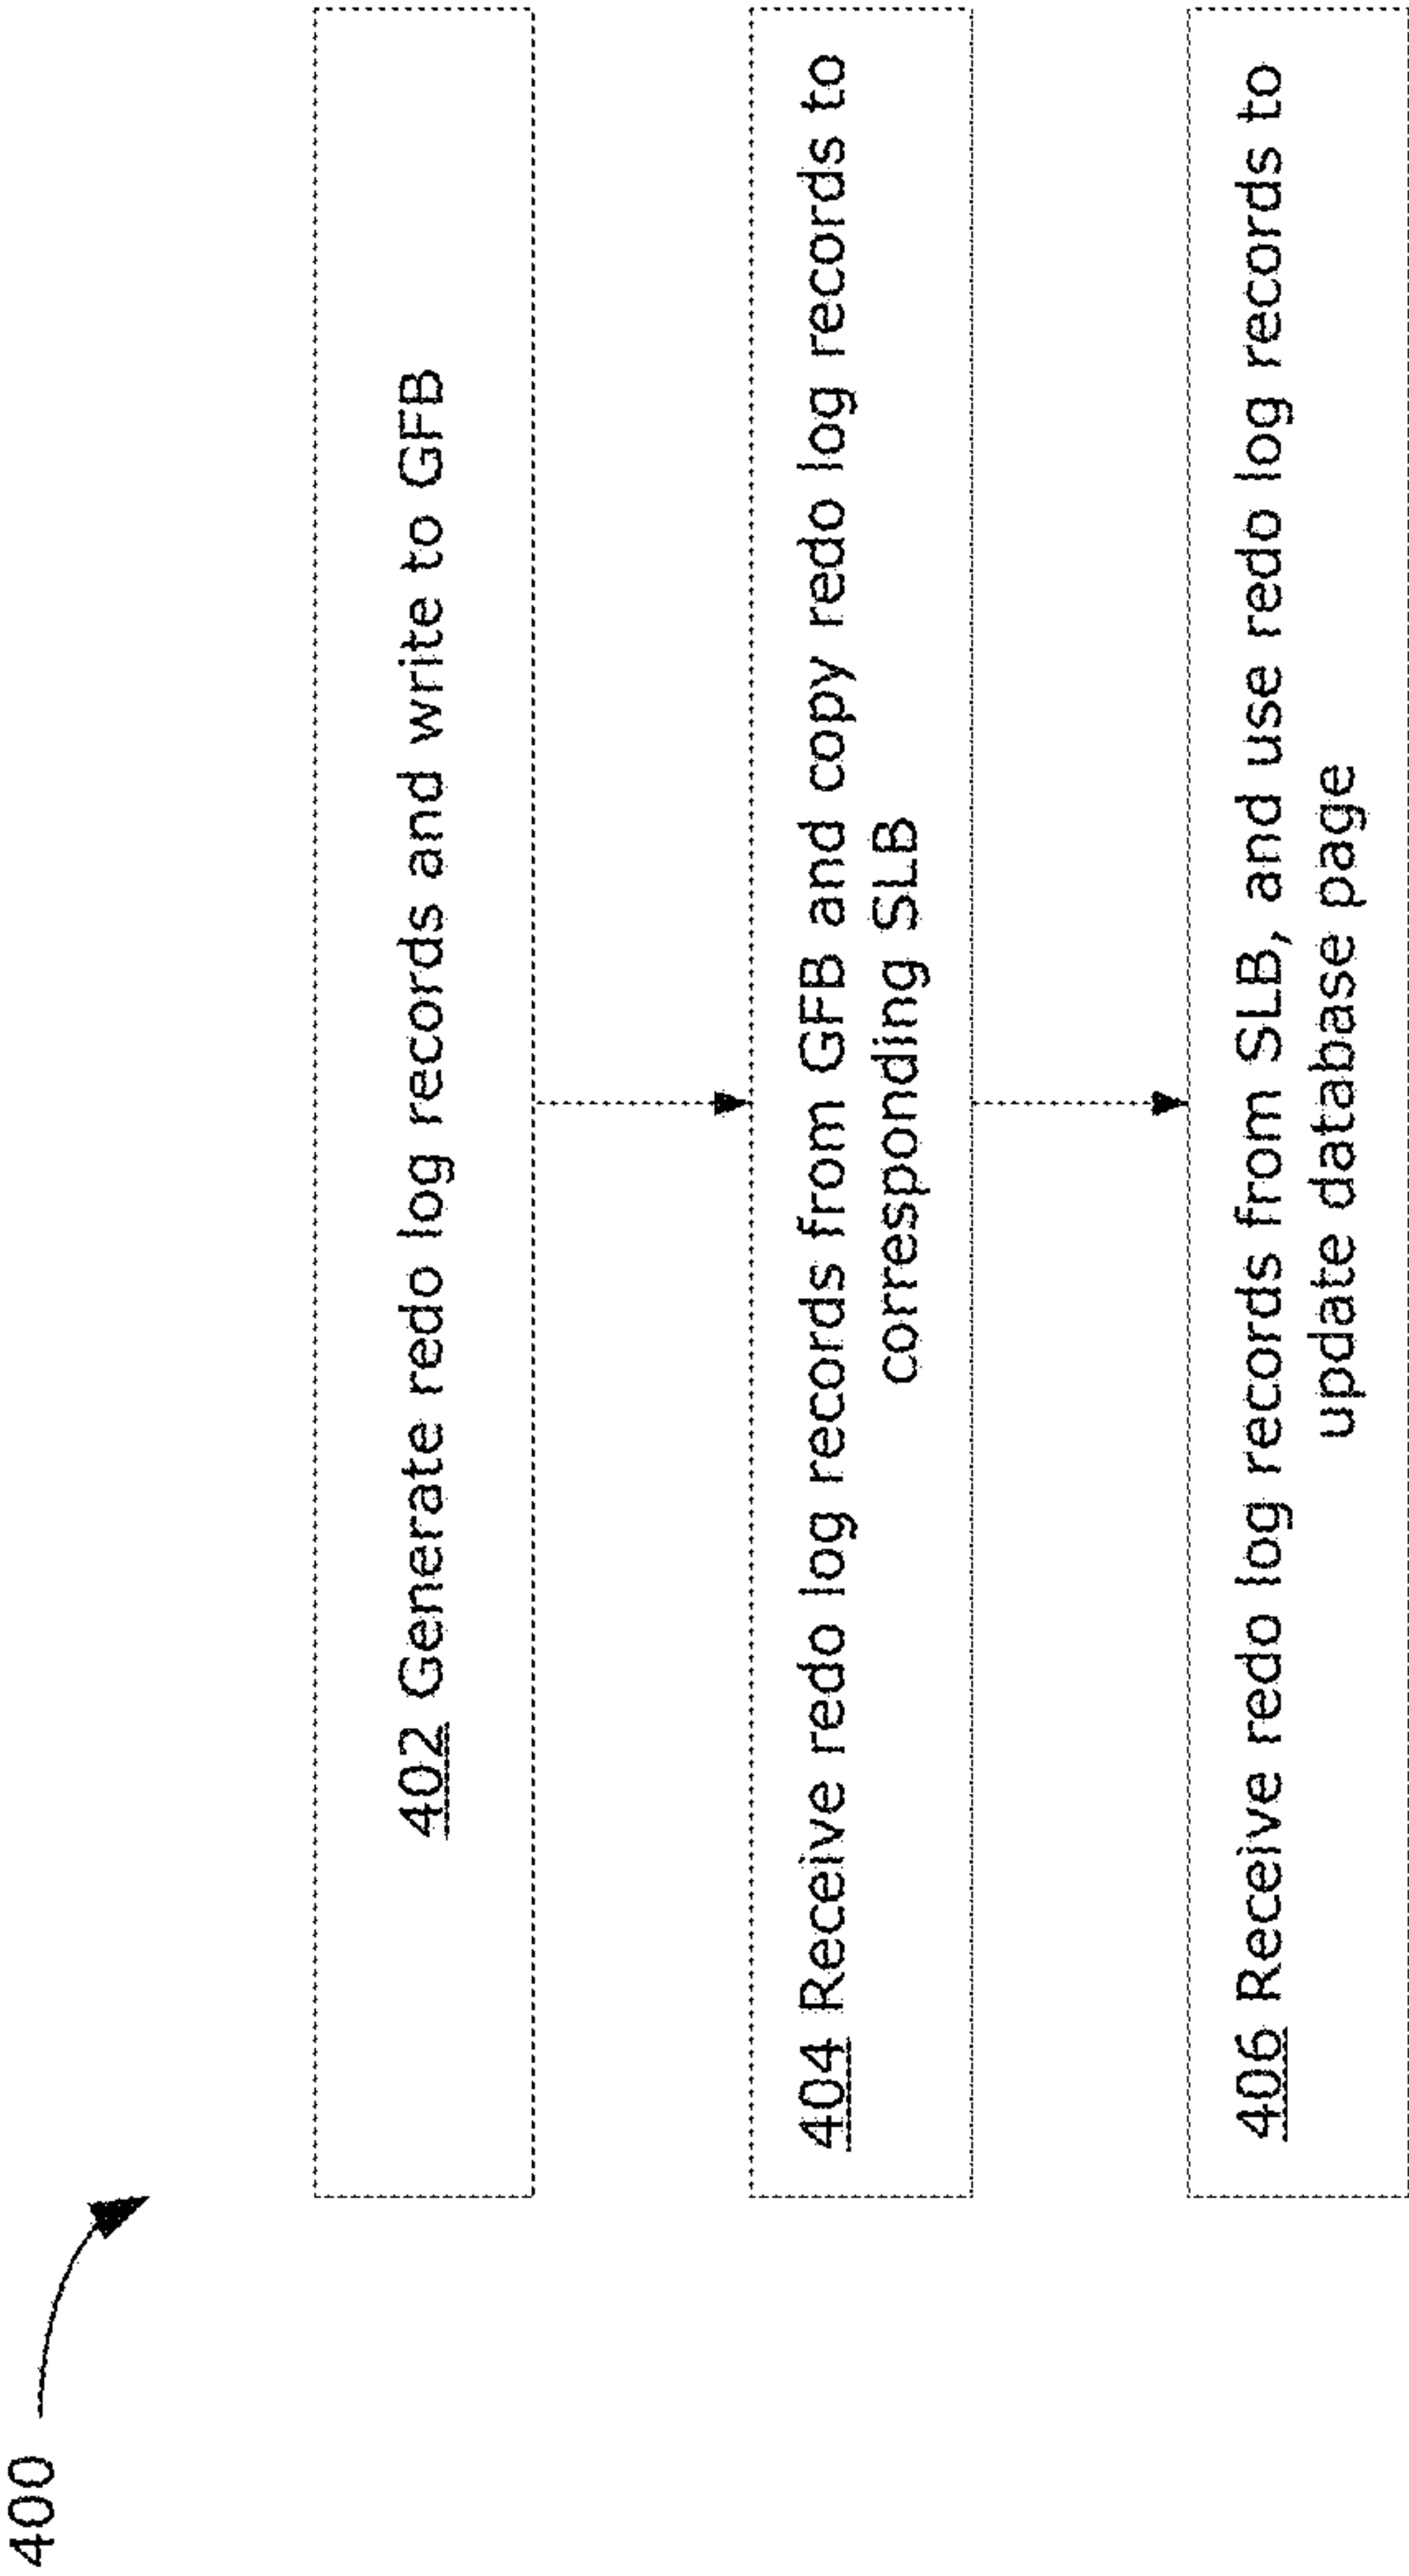 400
402 Generate redo log records and write to GFB
404 Receive redo log records from GFB and copy redo log records to
corresponding SLB
406 Receive redo log records from SLB, and use redo log records to
update database page